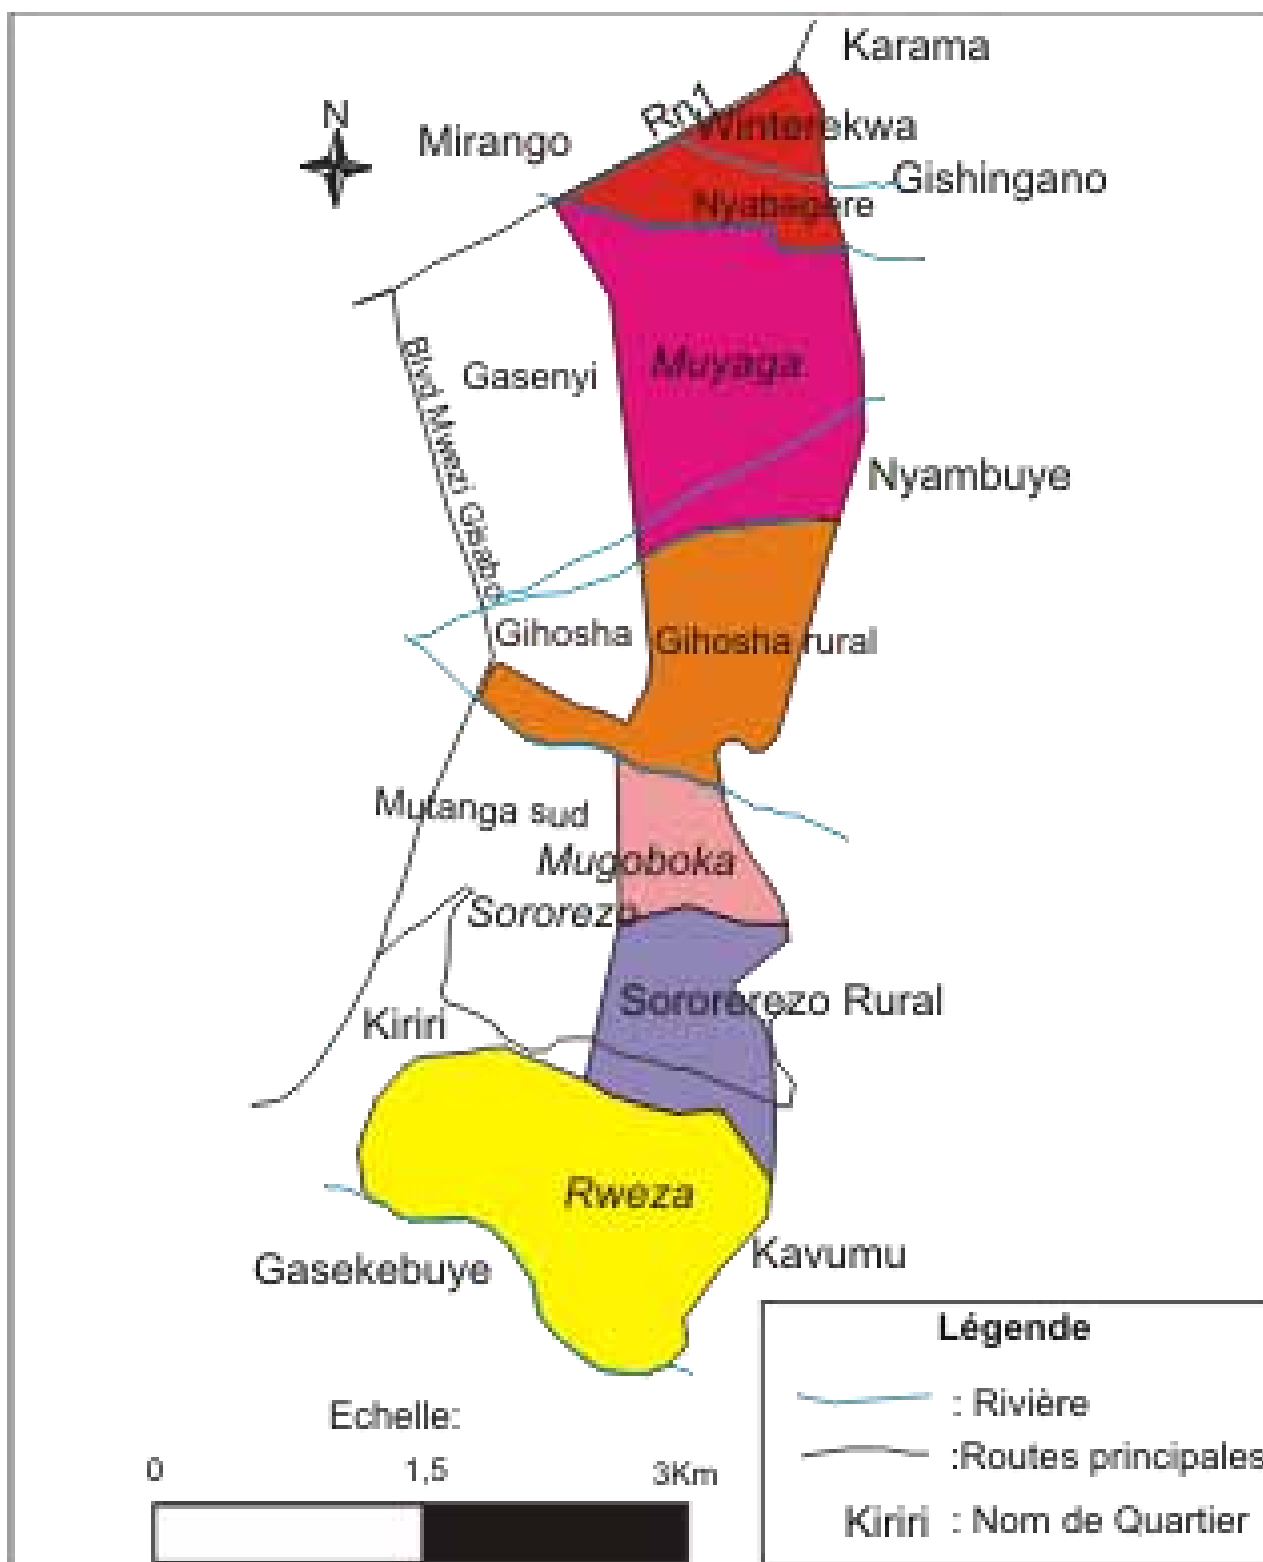 Karama
N
Rn1
Winterekwa
Mirango
Gishingano
Nyabagere
Muyaga
Gasenyi
Blvd Mwezi Gisabo
Nyambuye
Gihosha
Gihosha rural
Mutanga sud
Mugoboka
Sororezo
Sororerezo Rural
Kiriri
Rweza
Kavumu
Gasekebuye
Légende
: Rivière
:Routes principales
Kiriri : Nom de Quartier
Echelle:
0 1,5 3Km